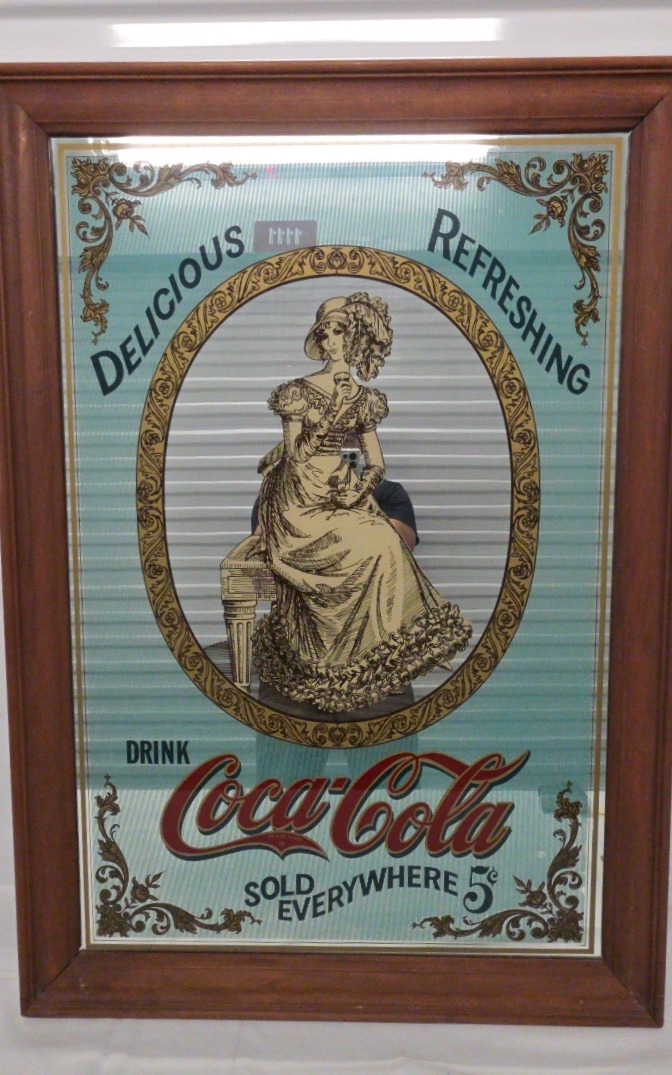 DELICIOUS
REFRESHING
DRINK
Coca-Cola
SOLD
EVERYWHERE 5¢